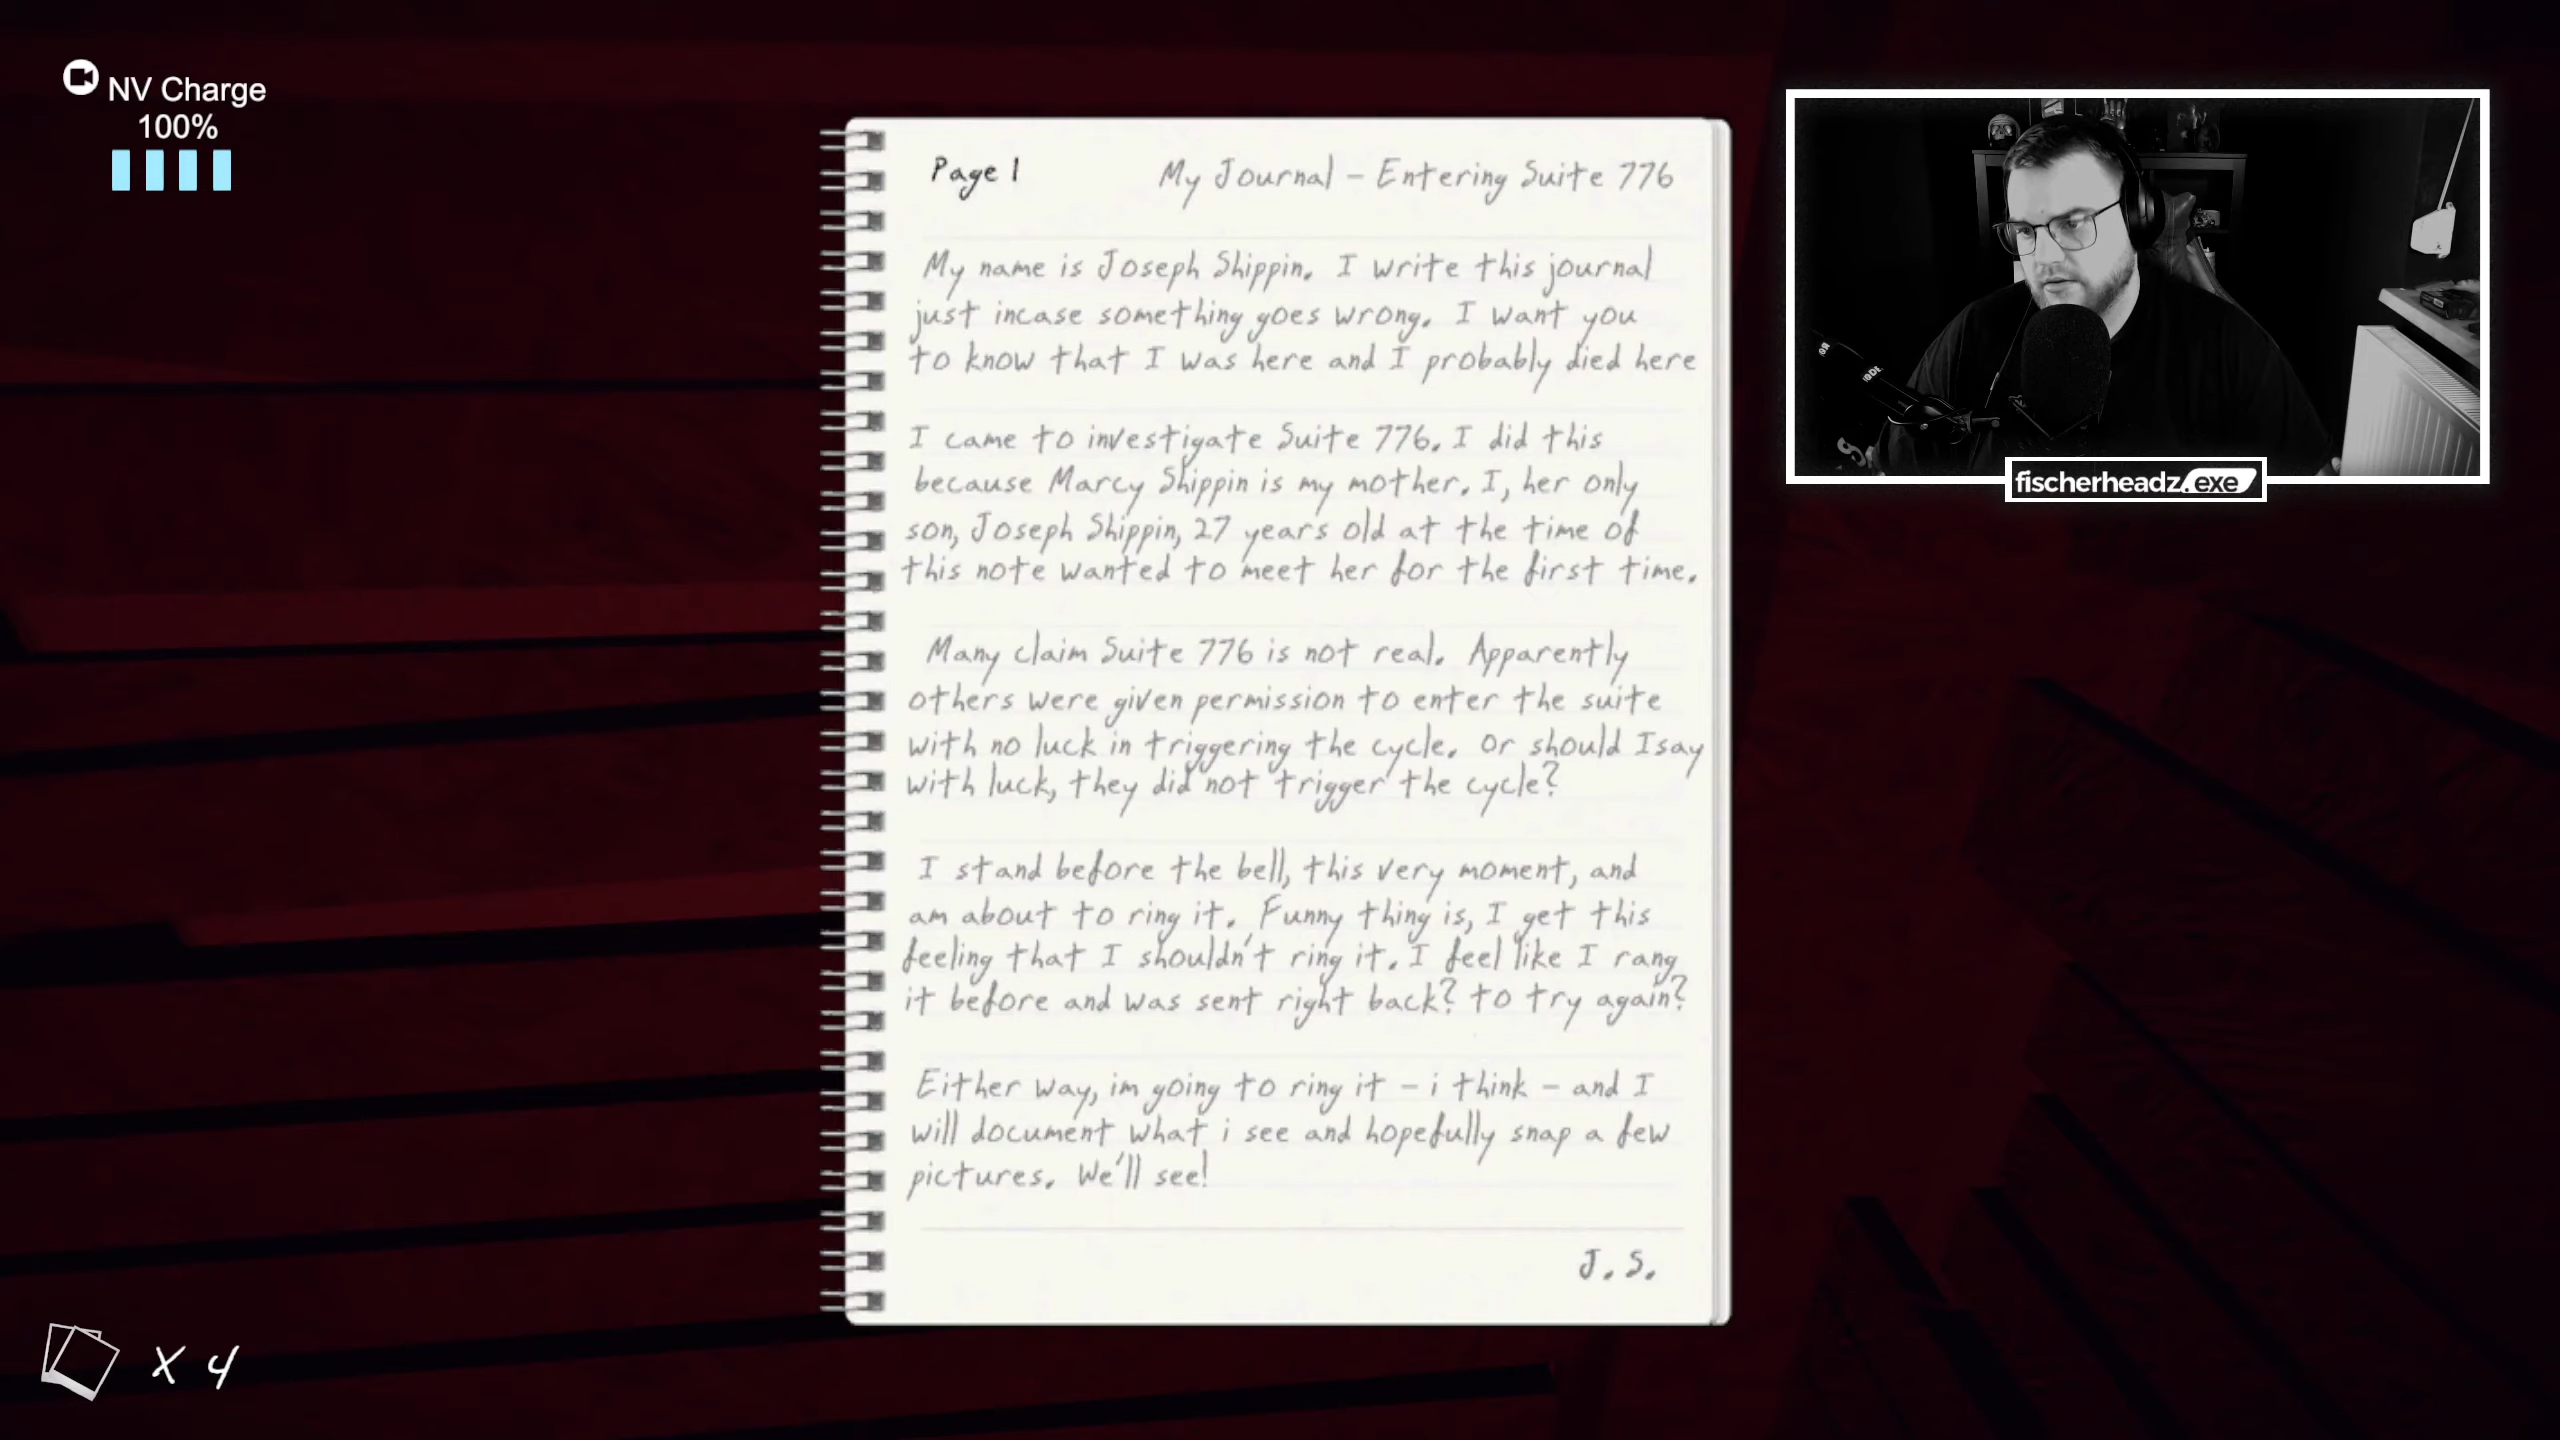 NV Charge
100%
Page 1
My Journal - Entering Suite 776
My name is Joseph Shippin. I write this journal
just incase something goes wrong. I want you
to know that I was here and I probably died here
I came to investigate Suite 776. I did this
because Marcy Shippin is my mother. I, her only
son, Joseph Shippin, 27 years old at the time of
this note wanted to meet her for the first time.
Many claim Suite 776 is not real. Apparently
others were given permission to enter the suite
with no luck in triggering the cycle. Or should I say
with luck, they did not trigger the cycle?
I stand before the bell, this very moment, and
am about to ring it. Funny thing is, I get this
feeling that I shouldn't ring it. I feel like I rang
it before and was sent right back? to try again?
Either way, im going to ring it - i think - and I
will document what i see and hopefully snap a few
pictures. We'll see!
J.S.
X 4
fischerheadz.exe